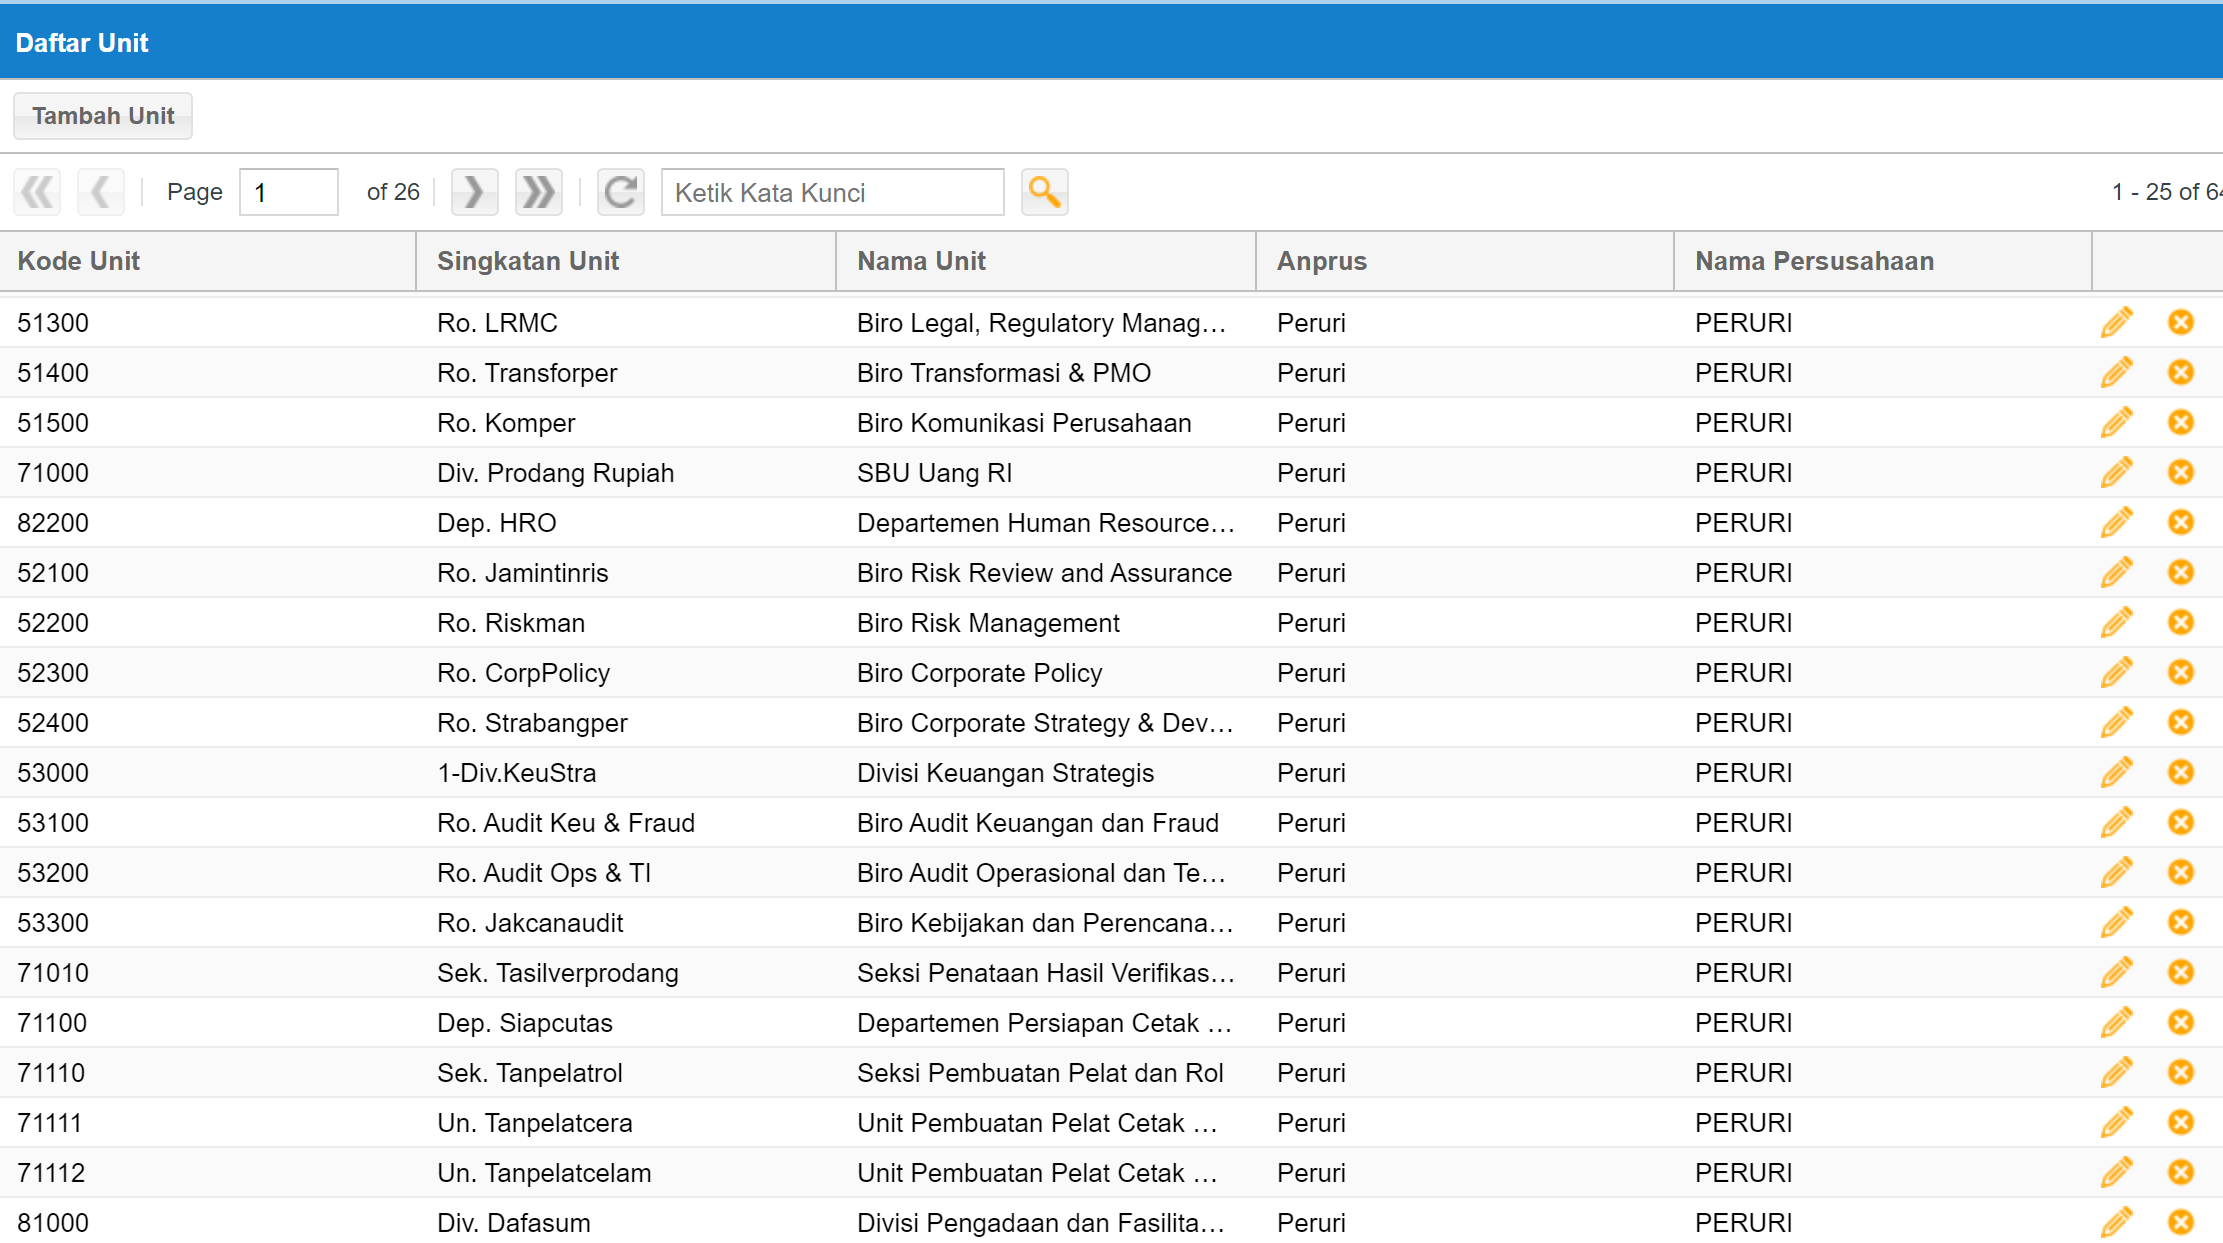 Daftar Unit
Tambah Unit
Page 1 of 26 Ketik Kata Kunci 1 - 25 of
Kode Unit Singkatan Unit Nama Unit Anprus Nama Persusahaan
51300 Ro. LRMC Biro Legal, Regulatory Manag… Peruri PERURI
51400 Ro. Transforper Biro Transformasi & PMO Peruri PERURI
51500 Ro. Komper Biro Komunikasi Perusahaan Peruri PERURI
71000 Div. Prodang Rupiah SBU Uang RI Peruri PERURI
82200 Dep. HRO Departemen Human Resource… Peruri PERURI
52100 Ro. Jamintinris Biro Risk Review and Assurance Peruri PERURI
52200 Ro. Riskman Biro Risk Management Peruri PERURI
52300 Ro. CorpPolicy Biro Corporate Policy Peruri PERURI
52400 Ro. Strabangper Biro Corporate Strategy & Dev… Peruri PERURI
53000 1-Div.KeuStra Divisi Keuangan Strategis Peruri PERURI
53100 Ro. Audit Keu & Fraud Biro Audit Keuangan dan Fraud Peruri PERURI
53200 Ro. Audit Ops & TI Biro Audit Operasional dan Te… Peruri PERURI
53300 Ro. Jakcanaudit Biro Kebijakan dan Perencana… Peruri PERURI
71010 Sek. Tasilverprodang Seksi Penataan Hasil Verifikas… Peruri PERURI
71100 Dep. Siapcutas Departemen Persiapan Cetak … Peruri PERURI
71110 Sek. Tanpelatrol Seksi Pembuatan Pelat dan Rol Peruri PERURI
71111 Un. Tanpelatcera Unit Pembuatan Pelat Cetak … Peruri PERURI
71112 Un. Tanpelatcelam Unit Pembuatan Pelat Cetak … Peruri PERURI
81000 Div. Dafasum Divisi Pengadaan dan Fasilita… Peruri PERURI